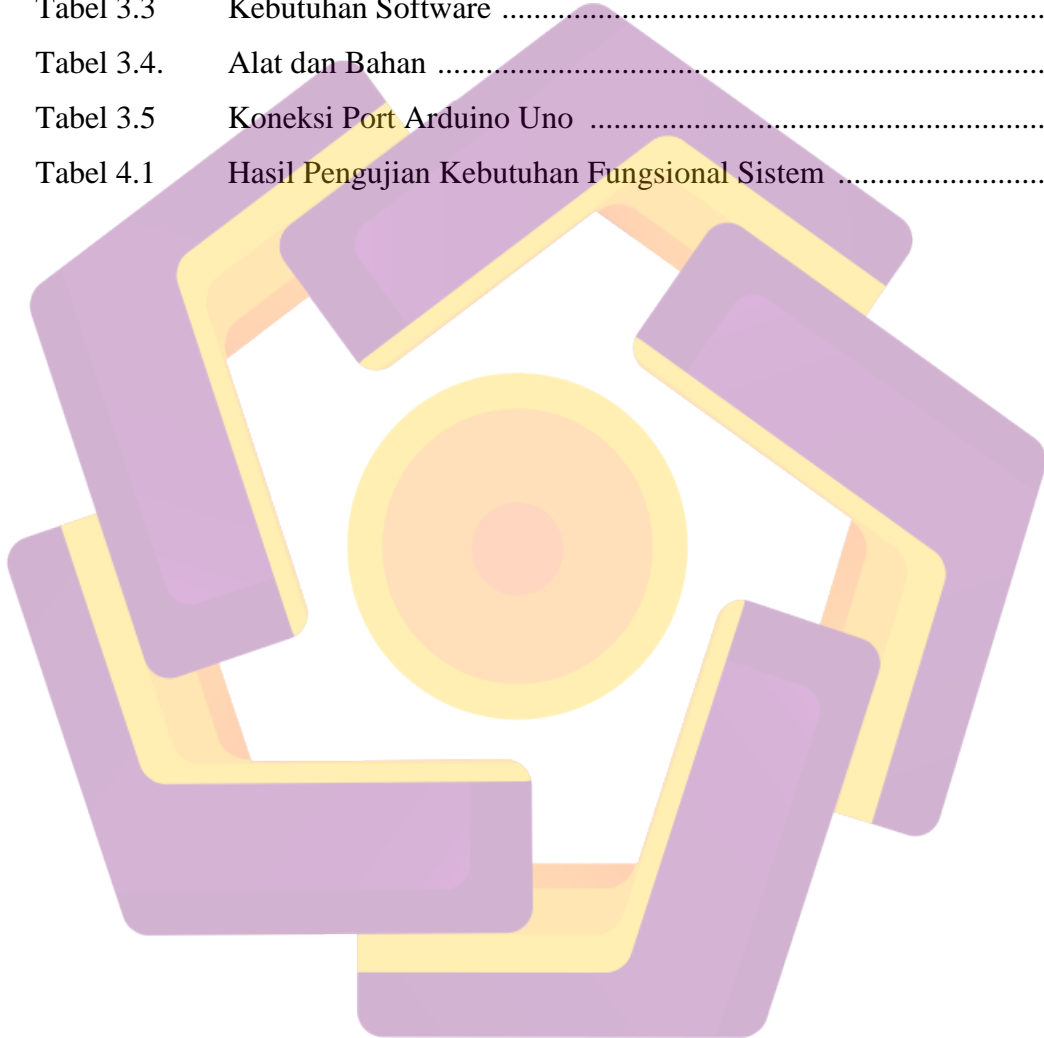 Tabel 3.3 Kebutuhan Software ......................................................................
Tabel 3.4. Alat dan Bahan ..............................................................................
Tabel 3.5 Koneksi Port Arduino Uno ...........................................................
Tabel 4.1 Hasil Pengujian Kebutuhan Fungsional Sistem ..........................